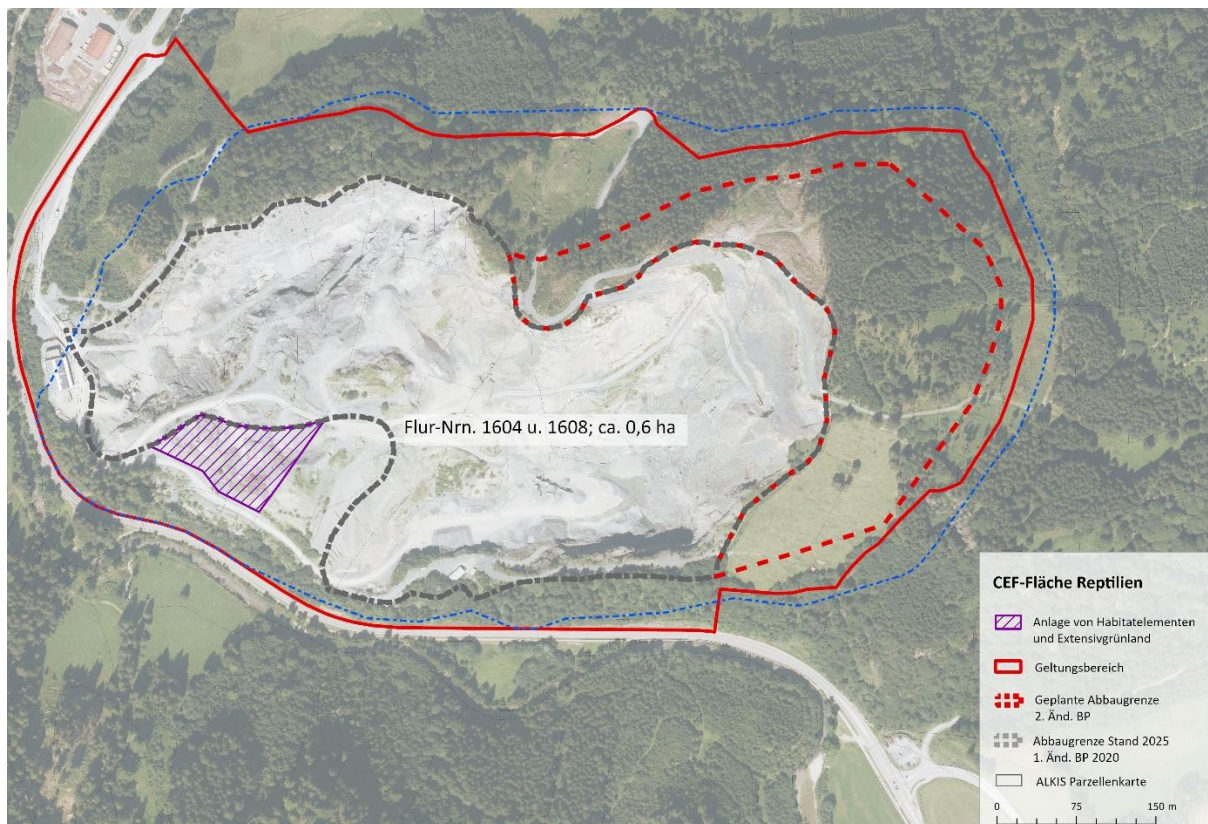 Flur-Nrn. 1604 u. 1608; ca. 0,6 ha
CEF-Fläche Reptilien
Anlage von Habitatelementen
und Extensivgrünland
Geltungsbereich
Geplante Abbaugrenze
2. Änd. BP
Abbaugrenze Stand 2025
1. Änd. BP 2020
ALKIS Parzellenkarte
0 75 150 m